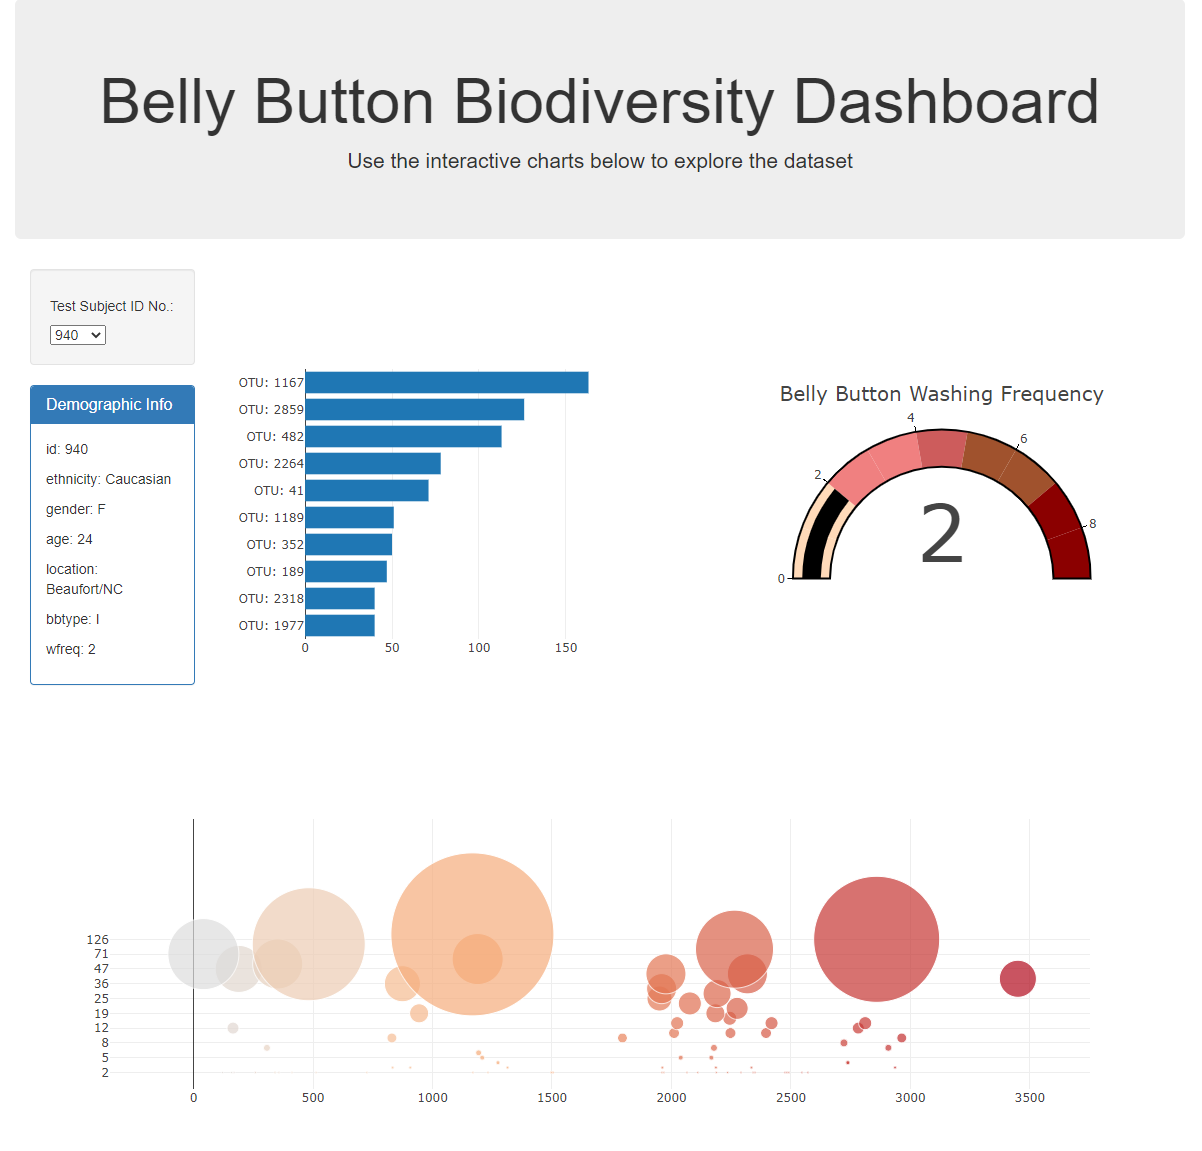 Belly Button Biodiversity Dashboard
Use the interactive charts below to explore the dataset
Test Subject ID No.:
940
Demographic Info
id: 940
ethnicity: Caucasian
gender: F
age: 24
location:
Beaufort/NC
bbtype: I
wfreq: 2
OTU: 1167
OTU: 2859
OTU: 482
OTU: 2264
OTU: 41
OTU: 1189
OTU: 352
OTU: 189
OTU: 2318
OTU: 1977
0 50 100 150
Belly Button Washing Frequency
0 2 4 6 8
2
126
71
47
36
25
19
12
8
5
2
0 500 1000 1500 2000 2500 3000 3500